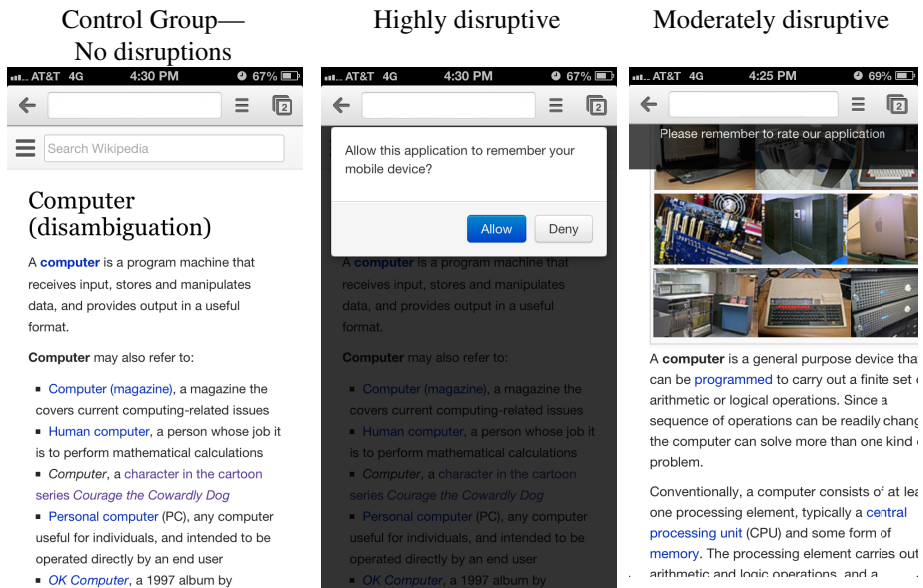 Control Group—
No disruptions
AT&T 4G 4:30 PM 67%
2
Search Wikipedia
Computer
(disambiguation)
A computer is a program machine that
receives input, stores and manipulates
data, and provides output in a useful
format.
Computer may also refer to:
Computer (magazine), a magazine the
covers current computing-related issues
Human computer, a person whose job it
is to perform mathematical calculations
Computer, a character in the cartoon
series Courage the Cowardly Dog
Personal computer (PC), any computer
useful for individuals, and intended to be
operated directly by an end user
OK Computer, a 1997 album by
Highly disruptive
AT&T 4G 4:30 PM 67%
2
Allow this application to remember your
mobile device?
Allow Deny
A computer is a program machine that
receives input, stores and manipulates
data, and provides output in a useful
format.
Computer may also refer to:
Computer (magazine), a magazine the
covers current computing-related issues
Human computer, a person whose job it
is to perform mathematical calculations
Computer, a character in the cartoon
series Courage the Cowardly Dog
Personal computer (PC), any computer
useful for individuals, and intended to be
operated directly by an end user
OK Computer, a 1997 album by
Moderately disruptive
AT&T 4G 4:25 PM 69%
2
Please remember to rate our application
A computer is a general purpose device tha
can be programmed to carry out a finite set
arithmetic or logical operations. Since a
sequence of operations can be readily chang
the computer can solve more than one kind
problem.
Conventionally, a computer consists of at lea
one processing element, typically a central
processing unit (CPU) and some form of
memory. The processing element carries out
arithmetic and logic operations, and a